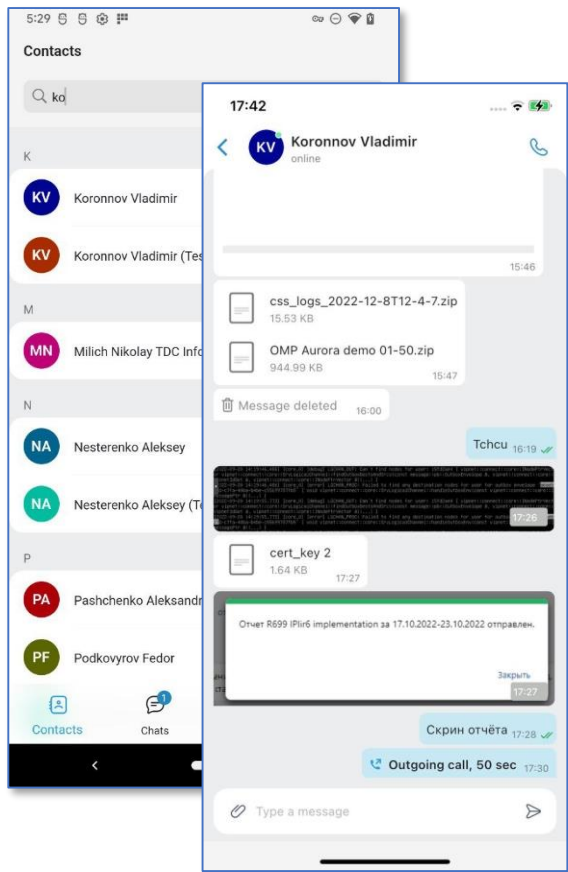 5:29
Contacts
ko
K
KV
Koronnov Vladimir
KV
Koronnov Vladimir (Tes
M
MN
Milich Nikolay TDC Info
N
NA
Nesterenko Aleksey
NA
P
PA
Pashchenko Aleksandr
PF
Podkovyrov Fedor
Contacts
1
Chats
17:42
KV
Koronnov Vladimir
online
15:46
css_logs_2022-12-8T12-4-7.zip
15.53 KB
OMP Aurora demo 01-50.zip
944.99 KB
15:47
Message deleted 16:00
Tchcu 16:19
17:26
cert_key 2
1.64 KB
17:27
Отчет R699 IPlir6 implementation за 17.10.2022-23.10.2022 отправлен.
Закрыть
17:27
Скрин отчёта 17:28
Outgoing call, 50 sec 17:30
Type a message